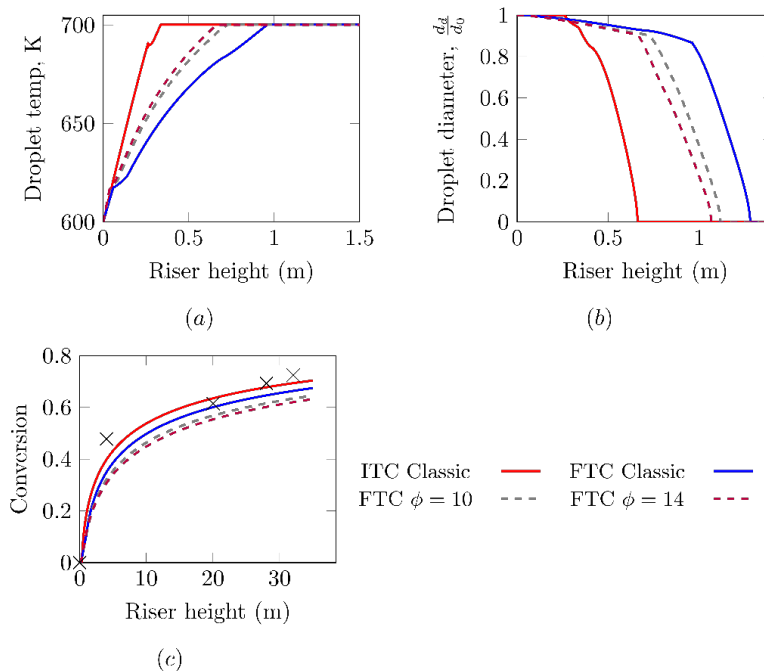 Droplet temp, K
700
650
600
0
0.5
1
1.5
Riser height (m)
(a)
Droplet diameter, d_d/d_0
1
0.8
0.6
0.4
0.2
0
0
0.5
1
Riser height (m)
(b)
Conversion
0.8
0.6
0.4
0.2
0
0
10
20
30
Riser height (m)
(c)
ITC Classic
FTC Classic
FTC ϕ = 10
FTC ϕ = 14